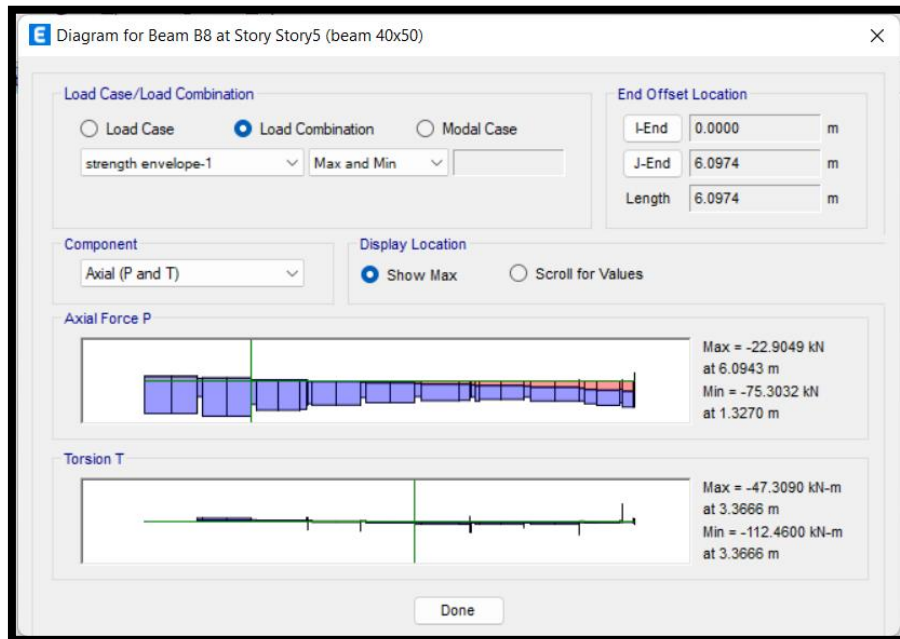 E Diagram for Beam B8 at Story Story5 (beam 40x50)
Load Case/Load Combination
Load Case Load Combination Modal Case
strength envelope-1 Max and Min
End Offset Location
I-End 0.0000 m
J-End 6.0974 m
Length 6.0974 m
Component
Axial (P and T)
Display Location
Show Max Scroll for Values
Axial Force P
Max = -22.9049 kN
at 6.0943 m
Min = -75.3032 kN
at 1.3270 m
Torsion T
Max = -47.3090 kN-m
at 3.3666 m
Min = -112.4600 kN-m
at 3.3666 m
Done